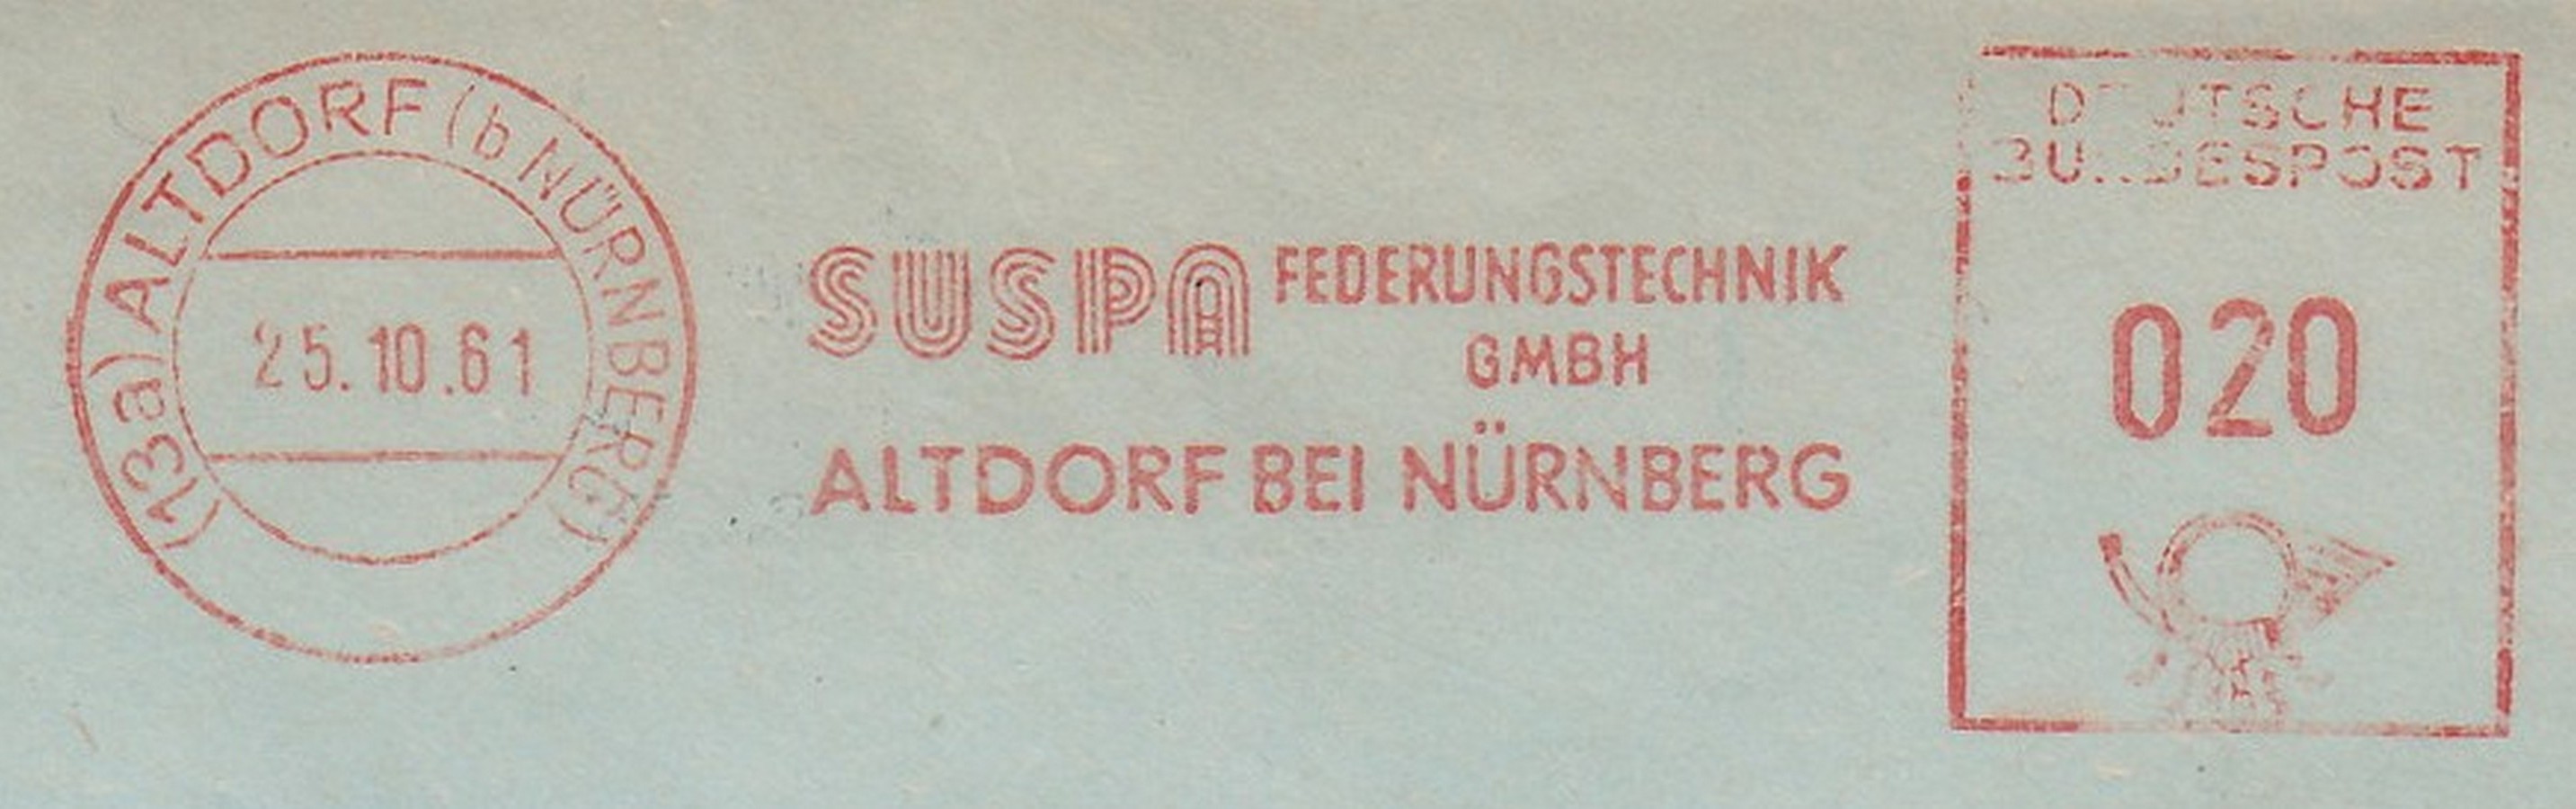 (13a) ALTDORF (b NÜRNBERG)
25.10.61
SUSPA FEDERUNGSTECHNIK
GMBH
ALTDORF BEI NÜRNBERG
DEUTSCHE
BUNDESPOST
020